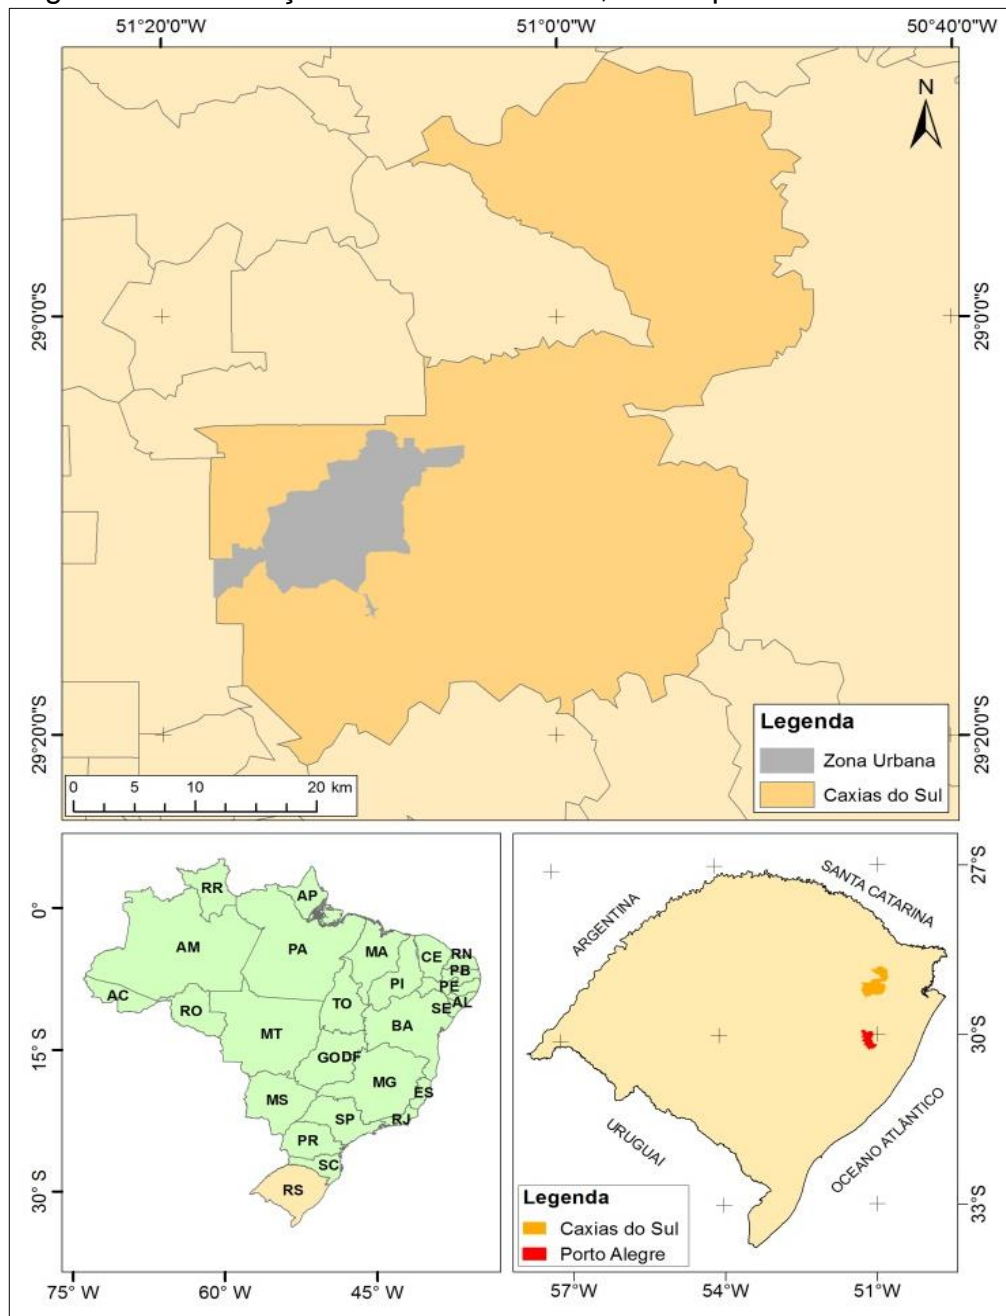 51°20'0"W 51°0'0"W 50°40'0"W
N
29°0'0"S 29°0'0"S
29°20'0"S 29°20'0"S
Legenda
Zona Urbana
Caxias do Sul
0 5 10 20 km
0°
15° S
30° S
RR
AP
AM
PA
MA
CE
RN
PB
PE
PI
AL
SE
AC
RO
TO
BA
MT
GO
DF
MG
ES
MS
SP
RJ
PR
SC
RS
75° W 60° W 45° W
ARGENTINA
SANTA CATARINA
URUGUAI
OCEANO ATLÂNTICO
27°S
30°S
33°S
Legenda
Caxias do Sul
Porto Alegre
57°W 54°W 51°W